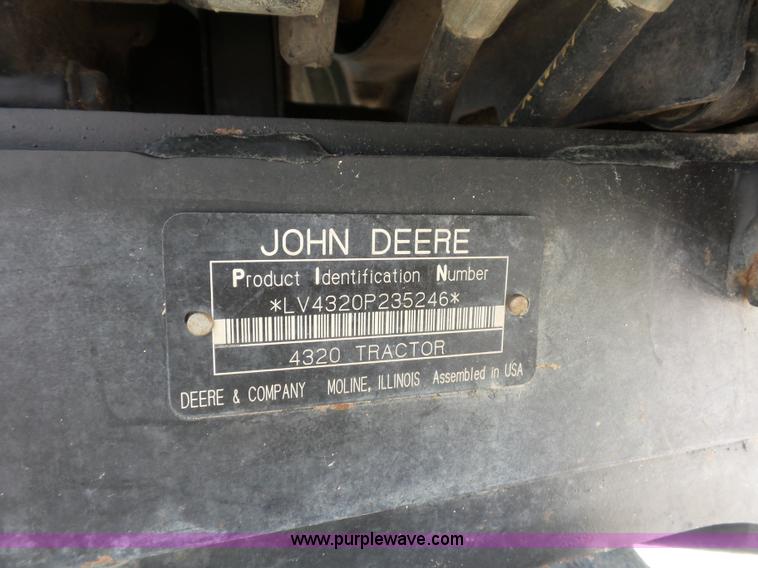 JOHN DEERE
Product Identification Number
*LV4320P235246*
4320 TRACTOR
DEERE & COMPANY MOLINE, ILLINOIS Assembled in USA
www.purplewave.com